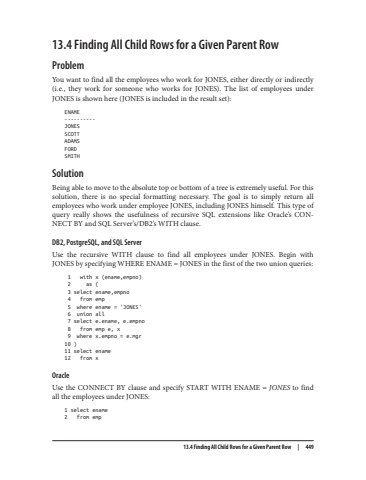 13.4 Finding All Child Rows for a Given Parent Row
Problem
You want to find all the employees who work for JONES, either directly or indirectly
(i.e., they work for someone who works for JONES). The list of employees under
JONES is shown here (JONES is included in the result set):
ENAME
----------
JONES
SCOTT
ADAMS
FORD
SMITH
Solution
Being able to move to the absolute top or bottom of a tree is extremely useful. For this
solution, there is no special formatting necessary. The goal is to simply return all
employees who work under employee JONES, including JONES himself. This type of
query really shows the usefulness of recursive SQL extensions like Oracle's CON-
NECT BY and SQL Server's/DB2's WITH clause.
DB2, PostgreSQL, and SQL Server
Use the recursive WITH clause to find all employees under JONES. Begin with
JONES by specifying WHERE ENAME = JONES in the first of the two union queries:
1 with x (ename,empno)
2 as (
3 select ename,empno
4 from emp
5 where ename = 'JONES'
6 union all
7 select e.ename, e.empno
8 from emp e, x
9 where x.empno = e.mgr
10 )
11 select ename
12 from x
Oracle
Use the CONNECT BY clause and specify START WITH ENAME = JONES to find
all the employees under JONES:
1 select ename
2 from emp
13.4 Finding All Child Rows for a Given Parent Row | 449